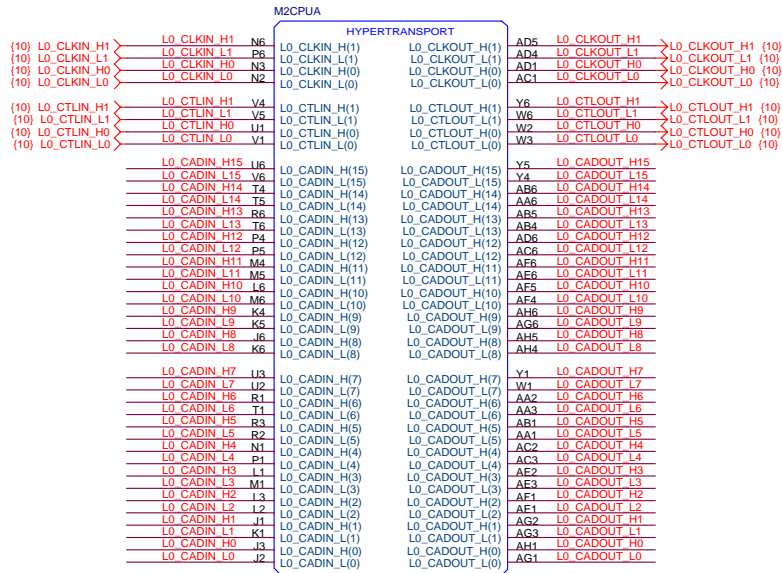 M2CPUA
HYPERTRANSPORT
{10} L0_CLKIN_H1 L0_CLKIN_H1 N6 L0_CLKIN_H(1) L0_CLKOUT_H(1) AD5 L0_CLKOUT_H1 L0_CLKOUT_H1 {10}
{10} L0_CLKIN_L1 L0_CLKIN_L1 P6 L0_CLKIN_L(1) L0_CLKOUT_L(1) AD4 L0_CLKOUT_L1 L0_CLKOUT_L1 {10}
{10} L0_CLKIN_H0 L0_CLKIN_H0 N3 L0_CLKIN_H(0) L0_CLKOUT_H(0) AD1 L0_CLKOUT_H0 L0_CLKOUT_H0 {10}
{10} L0_CLKIN_L0 L0_CLKIN_L0 N2 L0_CLKIN_L(0) L0_CLKOUT_L(0) AC1 L0_CLKOUT_L0 L0_CLKOUT_L0 {10}
{10} L0_CTLIN_H1 L0_CTLIN_H1 V4 L0_CTLIN_H(1) L0_CTLOUT_H(1) Y6 L0_CTLOUT_H1 L0_CTLOUT_H1 {10}
{10} L0_CTLIN_L1 L0_CTLIN_L1 V5 L0_CTLIN_L(1) L0_CTLOUT_L(1) W6 L0_CTLOUT_L1 L0_CTLOUT_L1 {10}
{10} L0_CTLIN_H0 L0_CTLIN_H0 U1 L0_CTLIN_H(0) L0_CTLOUT_H(0) W2 L0_CTLOUT_H0 L0_CTLOUT_H0 {10}
{10} L0_CTLIN_L0 L0_CTLIN_L0 V1 L0_CTLIN_L(0) L0_CTLOUT_L(0) W3 L0_CTLOUT_L0 L0_CTLOUT_L0 {10}
L0_CADIN_H15 U6 L0_CADIN_H(15) L0_CADOUT_H(15) Y5 L0_CADOUT_H15
L0_CADIN_L15 V6 L0_CADIN_L(15) L0_CADOUT_L(15) Y4 L0_CADOUT_L15
L0_CADIN_H14 T4 L0_CADIN_H(14) L0_CADOUT_H(14) AB6 L0_CADOUT_H14
L0_CADIN_L14 T5 L0_CADIN_L(14) L0_CADOUT_L(14) AA6 L0_CADOUT_L14
L0_CADIN_H13 R6 L0_CADIN_H(13) L0_CADOUT_H(13) AB5 L0_CADOUT_H13
L0_CADIN_L13 T6 L0_CADIN_L(13) L0_CADOUT_L(13) AB4 L0_CADOUT_L13
L0_CADIN_H12 P4 L0_CADIN_H(12) L0_CADOUT_H(12) AD6 L0_CADOUT_H12
L0_CADIN_L12 P5 L0_CADIN_L(12) L0_CADOUT_L(12) AC6 L0_CADOUT_L12
L0_CADIN_H11 M4 L0_CADIN_H(11) L0_CADOUT_H(11) AF6 L0_CADOUT_H11
L0_CADIN_L11 M5 L0_CADIN_L(11) L0_CADOUT_L(11) AE6 L0_CADOUT_L11
L0_CADIN_H10 L6 L0_CADIN_H(10) L0_CADOUT_H(10) AF5 L0_CADOUT_H10
L0_CADIN_L10 M6 L0_CADIN_L(10) L0_CADOUT_L(10) AF4 L0_CADOUT_L10
L0_CADIN_H9 K4 L0_CADIN_H(9) L0_CADOUT_H(9) AH6 L0_CADOUT_H9
L0_CADIN_L9 K5 L0_CADIN_L(9) L0_CADOUT_L(9) AG6 L0_CADOUT_L9
L0_CADIN_H8 J6 L0_CADIN_H(8) L0_CADOUT_H(8) AH5 L0_CADOUT_H8
L0_CADIN_L8 K6 L0_CADIN_L(8) L0_CADOUT_L(8) AH4 L0_CADOUT_L8
L0_CADIN_H7 U3 L0_CADIN_H(7) L0_CADOUT_H(7) Y1 L0_CADOUT_H7
L0_CADIN_L7 U2 L0_CADIN_L(7) L0_CADOUT_L(7) W1 L0_CADOUT_L7
L0_CADIN_H6 R1 L0_CADIN_H(6) L0_CADOUT_H(6) AA2 L0_CADOUT_H6
L0_CADIN_L6 T1 L0_CADIN_L(6) L0_CADOUT_L(6) AA3 L0_CADOUT_L6
L0_CADIN_H5 R3 L0_CADIN_H(5) L0_CADOUT_H(5) AB1 L0_CADOUT_H5
L0_CADIN_L5 R2 L0_CADIN_L(5) L0_CADOUT_L(5) AA1 L0_CADOUT_L5
L0_CADIN_H4 N1 L0_CADIN_H(4) L0_CADOUT_H(4) AC2 L0_CADOUT_H4
L0_CADIN_L4 P1 L0_CADIN_L(4) L0_CADOUT_L(4) AC3 L0_CADOUT_L4
L0_CADIN_H3 L1 L0_CADIN_H(3) L0_CADOUT_H(3) AE2 L0_CADOUT_H3
L0_CADIN_L3 M1 L0_CADIN_L(3) L0_CADOUT_L(3) AE3 L0_CADOUT_L3
L0_CADIN_H2 L3 L0_CADIN_H(2) L0_CADOUT_H(2) AF1 L0_CADOUT_H2
L0_CADIN_L2 L2 L0_CADIN_L(2) L0_CADOUT_L(2) AE1 L0_CADOUT_L2
L0_CADIN_H1 J1 L0_CADIN_H(1) L0_CADOUT_H(1) AG2 L0_CADOUT_H1
L0_CADIN_L1 K1 L0_CADIN_L(1) L0_CADOUT_L(1) AG3 L0_CADOUT_L1
L0_CADIN_H0 J3 L0_CADIN_H(0) L0_CADOUT_H(0) AH1 L0_CADOUT_H0
L0_CADIN_L0 J2 L0_CADIN_L(0) L0_CADOUT_L(0) AG1 L0_CADOUT_L0